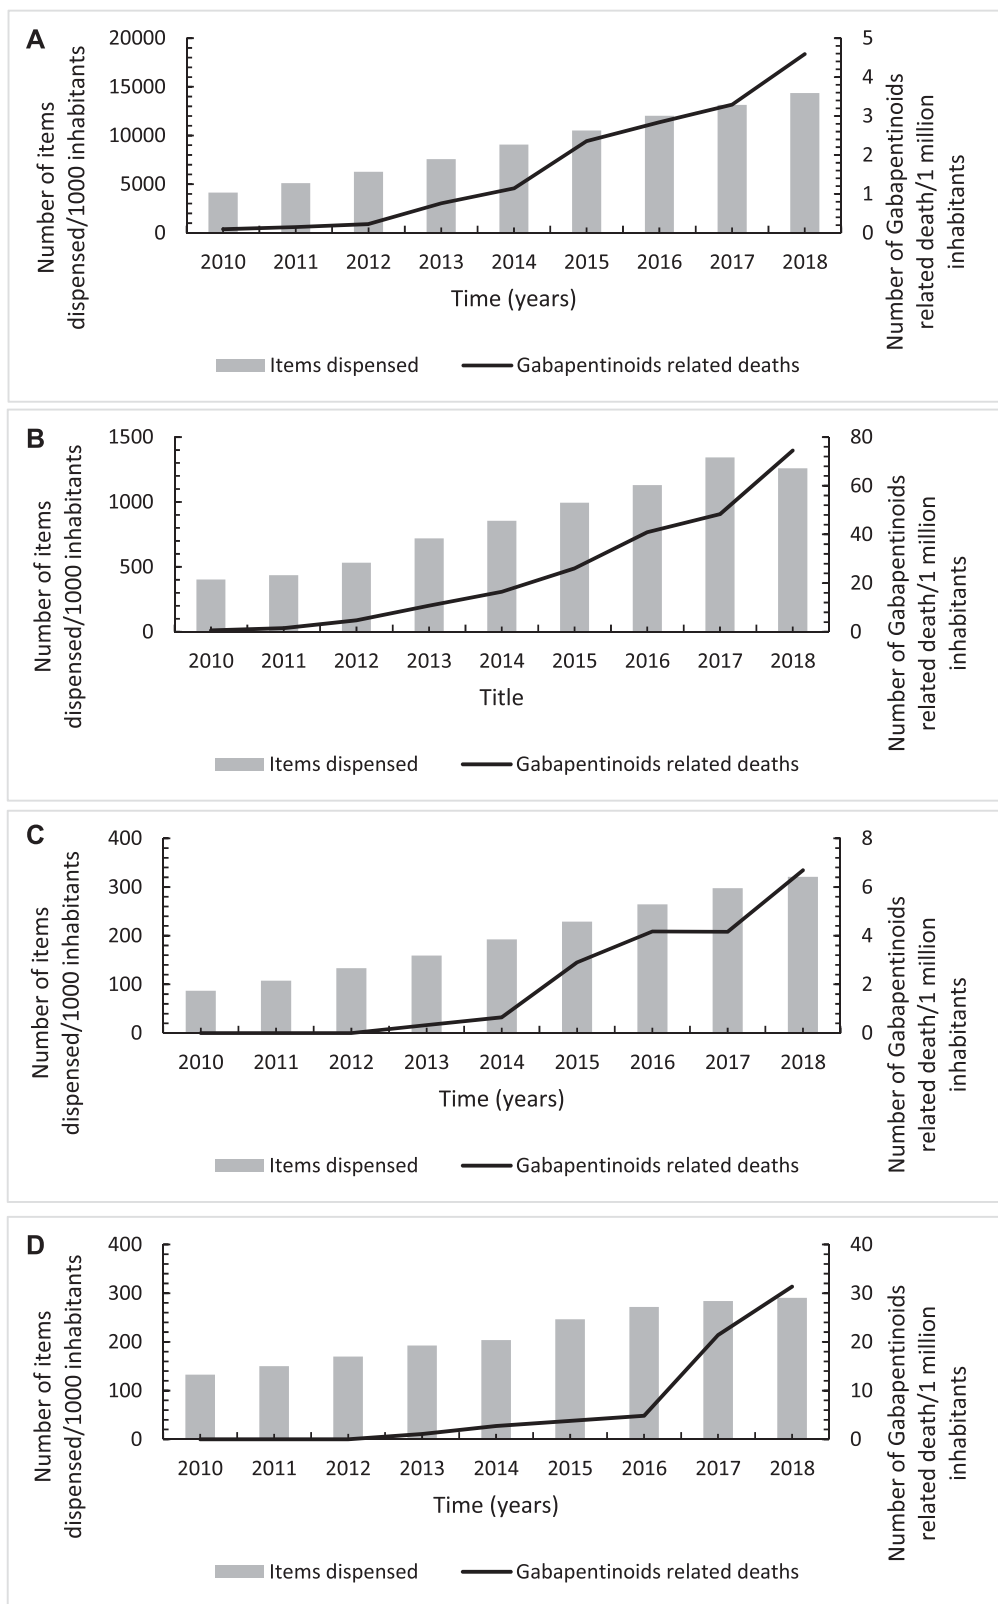 A
Number of items
dispensed/1000 inhabitants
20000
15000
10000
5000
0
5
4
3
2
1
0
Number of Gabapentinoids
related death/1 million
inhabitants
2010 2011 2012 2013 2014 2015 2016 2017 2018
Time (years)
Items dispensed Gabapentinoids related deaths
B
Number of items
dispensed/1000 inhabitants
1500
1000
500
0
80
60
40
20
0
Number of Gabapentinoids
related death/1 million
inhabitants
2010 2011 2012 2013 2014 2015 2016 2017 2018
Title
Items dispensed Gabapentinoids related deaths
C
Number of items
dispensed/1000 inhabitants
400
300
200
100
0
8
6
4
2
0
Number of Gabapentinoids
related death/1 million
inhabitants
2010 2011 2012 2013 2014 2015 2016 2017 2018
Time (years)
Items dispensed Gabapentinoids related deaths
D
Number of items
dispensed/1000 inhabitants
400
300
200
100
0
40
30
20
10
0
Number of Gabapentinoids
related death/1 million
inhabitants
2010 2011 2012 2013 2014 2015 2016 2017 2018
Time (years)
Items dispensed Gabapentinoids related deaths